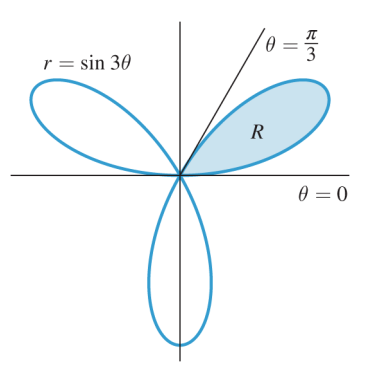 r = sin 3θ
θ = π/3
R
θ = 0